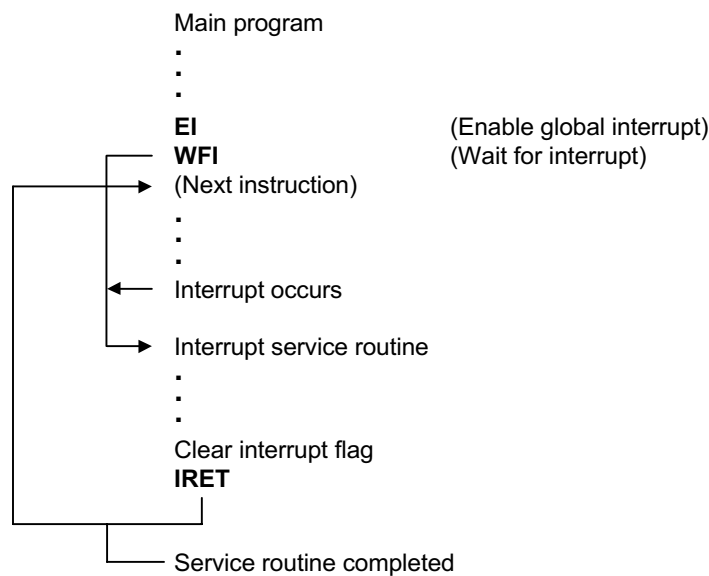 Main program
.
.
.
EI (Enable global interrupt)
WFI (Wait for interrupt)
(Next instruction)
.
.
.
Interrupt occurs
Interrupt service routine
.
.
.
Clear interrupt flag
IRET
Service routine completed